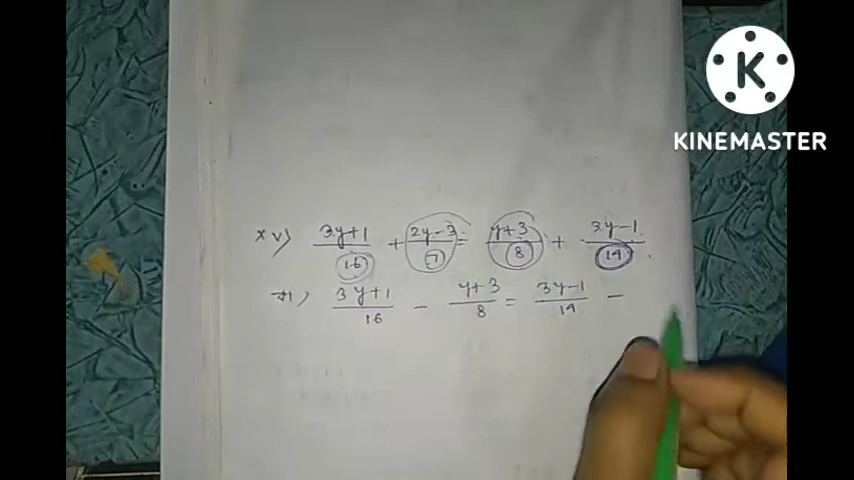 K
KINEMASTER
xv) 3y+1/16 + 2y-3/7 = y+3/8 + 3y-1/14
3y+1/16 - y+3/8 = 3y-1/14 -